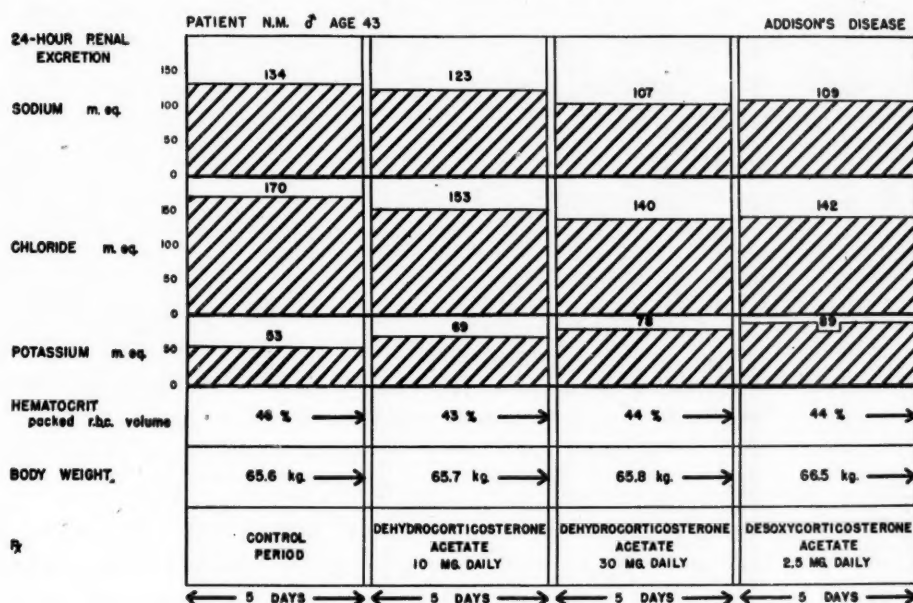 PATIENT N.M. ♂ AGE 43 ADDISON'S DISEASE
24-HOUR RENAL
EXCRETION
SODIUM m. eq.
150
100
50
0
134 123 107 109
CHLORIDE m. eq.
150
100
50
0
170 153 140 142
POTASSIUM m. eq.
50
0
53 69 78 89
HEMATOCRIT
packed r.b.c. volume
46 % 43 % 44 % 44 %
BODY WEIGHT
65.6 kg. 65.7 kg. 65.8 kg. 66.5 kg.
℞
CONTROL
PERIOD
DEHYDROCORTICOSTERONE
ACETATE
10 MG. DAILY
DEHYDROCORTICOSTERONE
ACETATE
30 MG. DAILY
DESOXYCORTICOSTERONE
ACETATE
2.5 MG. DAILY
5 DAYS 5 DAYS 5 DAYS 5 DAYS